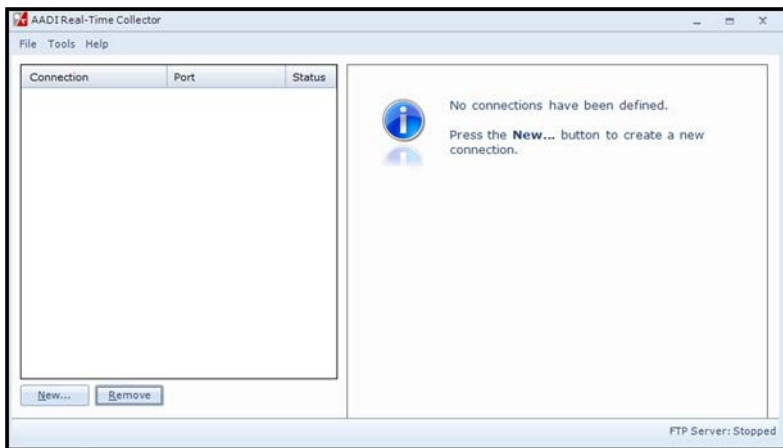 AADI Real-Time Collector
File Tools Help
Connection Port Status
No connections have been defined.
Press the New... button to create a new
connection.
New... Remove
FTP Server: Stopped